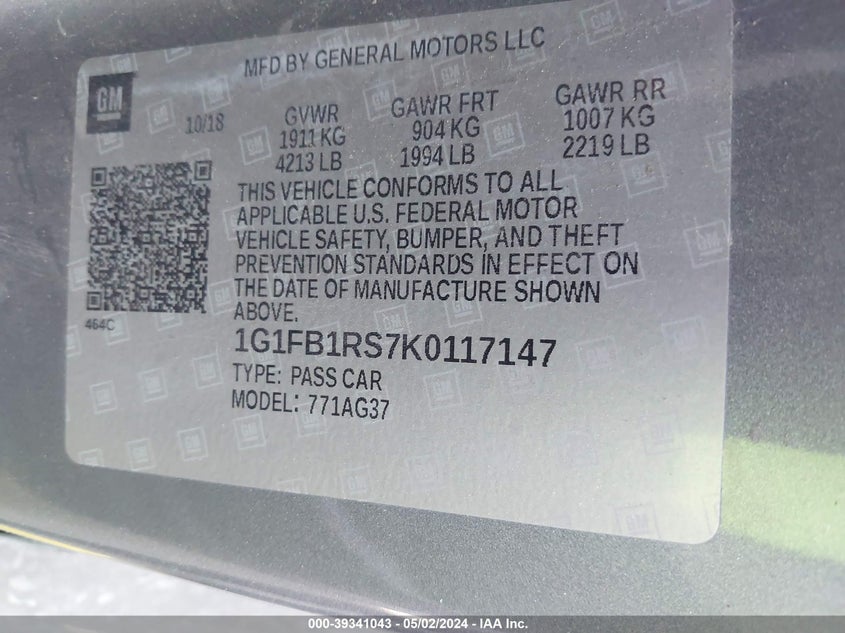 MFD BY GENERAL MOTORS LLC
GM
10/18
GVWR GAWR FRT GAWR RR
1911 KG 904 KG 1007 KG
4213 LB 1994 LB 2219 LB
THIS VEHICLE CONFORMS TO ALL
APPLICABLE U.S. FEDERAL MOTOR
VEHICLE SAFETY, BUMPER, AND THEFT
PREVENTION STANDARDS IN EFFECT ON
THE DATE OF MANUFACTURE SHOWN
ABOVE.
464C
1G1FB1RS7K0117147
TYPE: PASS CAR
MODEL: 771AG37
000-39341043 - 05/02/2024 - IAA Inc.